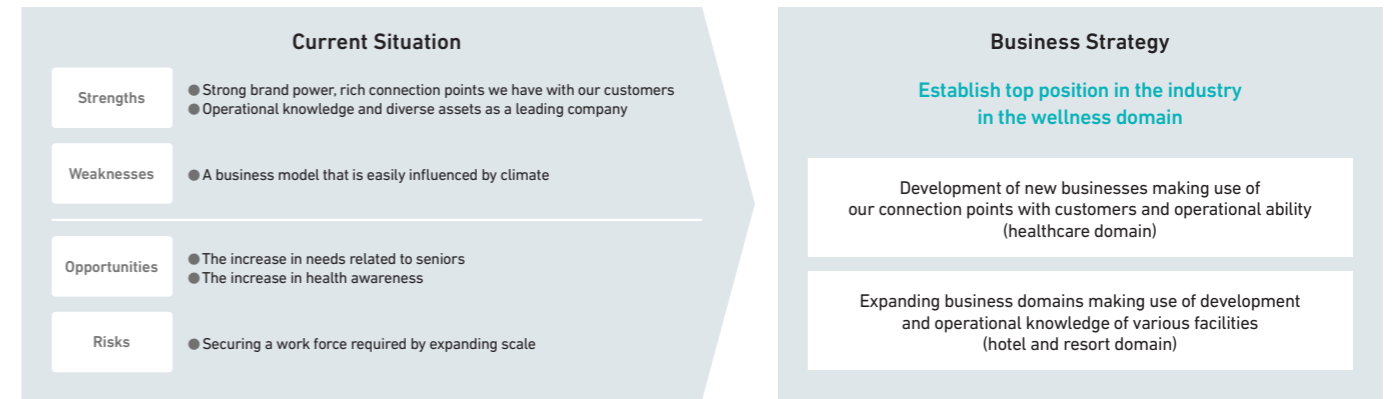 Current Situation
Strengths
●Strong brand power, rich connection points we have with our customers
●Operational knowledge and diverse assets as a leading company
Weaknesses
●A business model that is easily influenced by climate
Opportunities
●The increase in needs related to seniors
●The increase in health awareness
Risks
●Securing a work force required by expanding scale
Business Strategy
Establish top position in the industry
in the wellness domain
Development of new businesses making use of
our connection points with customers and operational ability
(healthcare domain)
Expanding business domains making use of development
and operational knowledge of various facilities
(hotel and resort domain)